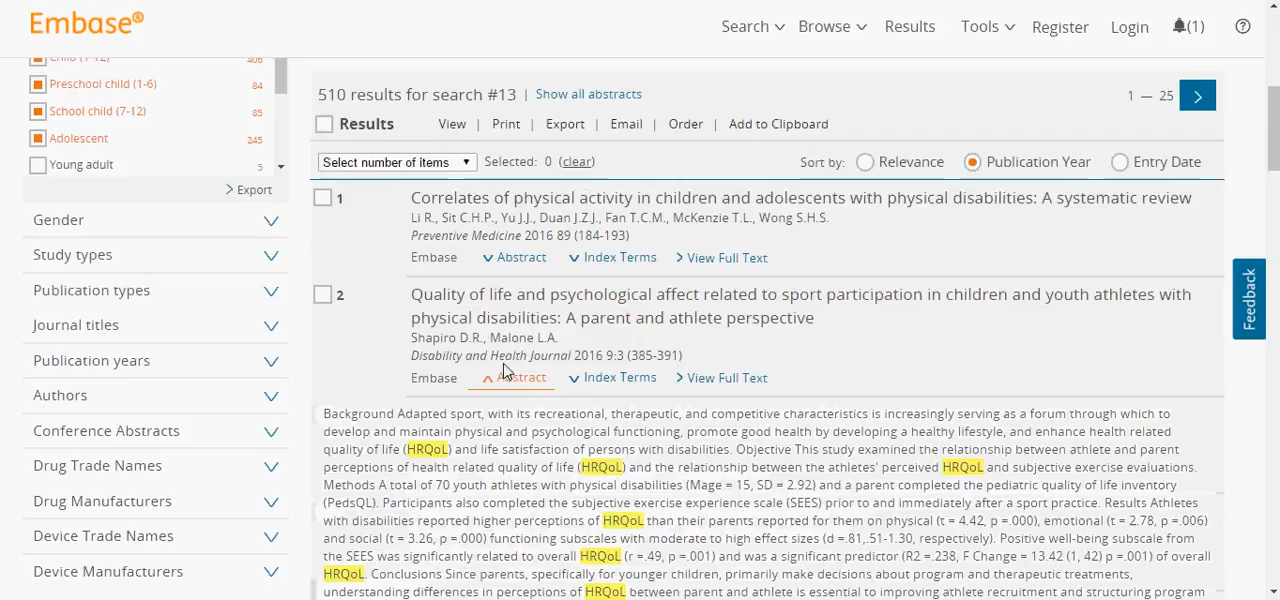 Embase®
Search
Browse
Results
Tools
Register
Login
(1)
?
Child (1-12) 406
Preschool child (1-6) 84
School child (7-12) 85
Adolescent 245
Young adult 5
> Export
Gender
Study types
Publication types
Journal titles
Publication years
Authors
Conference Abstracts
Drug Trade Names
Drug Manufacturers
Device Trade Names
Device Manufacturers
510 results for search #13 | Show all abstracts
1 — 25
Results View | Print | Export | Email | Order | Add to Clipboard
Select number of items Selected: 0 (clear) Sort by: Relevance Publication Year Entry Date
1 Correlates of physical activity in children and adolescents with physical disabilities: A systematic review
Li R., Sit C.H.P., Yu J.J., Duan J.Z.J., Fan T.C.M., McKenzie T.L., Wong S.H.S.
Preventive Medicine 2016 89 (184-193)
Embase Abstract Index Terms > View Full Text
2 Quality of life and psychological affect related to sport participation in children and youth athletes with
physical disabilities: A parent and athlete perspective
Shapiro D.R., Malone L.A.
Disability and Health Journal 2016 9:3 (385-391)
Embase Abstract Index Terms > View Full Text
Background Adapted sport, with its recreational, therapeutic, and competitive characteristics is increasingly serving as a forum through which to
develop and maintain physical and psychological functioning, promote good health by developing a healthy lifestyle, and enhance health related
quality of life (HRQoL) and life satisfaction of persons with disabilities. Objective This study examined the relationship between athlete and parent
perceptions of health related quality of life (HRQoL) and the relationship between the athletes' perceived HRQoL and subjective exercise evaluations.
Methods A total of 70 youth athletes with physical disabilities (Mage = 15, SD = 2.92) and a parent completed the pediatric quality of life inventory
(PedsQL). Participants also completed the subjective exercise experience scale (SEES) prior to and immediately after a sport practice. Results Athletes
with disabilities reported higher perceptions of HRQoL than their parents reported for them on physical (t = 4.42, p =.000), emotional (t = 2.78, p =.006)
and social (t = 3.26, p =.000) functioning subscales with moderate to high effect sizes (d =.81,.51-1.30, respectively). Positive well-being subscale from
the SEES was significantly related to overall HRQoL (r =.49, p =.001) and was a significant predictor (R2 =.238, F Change = 13.42 (1, 42) p =.001) of overall
HRQoL. Conclusions Since parents, specifically for younger children, primarily make decisions about program and therapeutic treatments,
understanding differences in perceptions of HRQoL between parent and athlete is essential to improving athlete recruitment and structuring program
Feedback